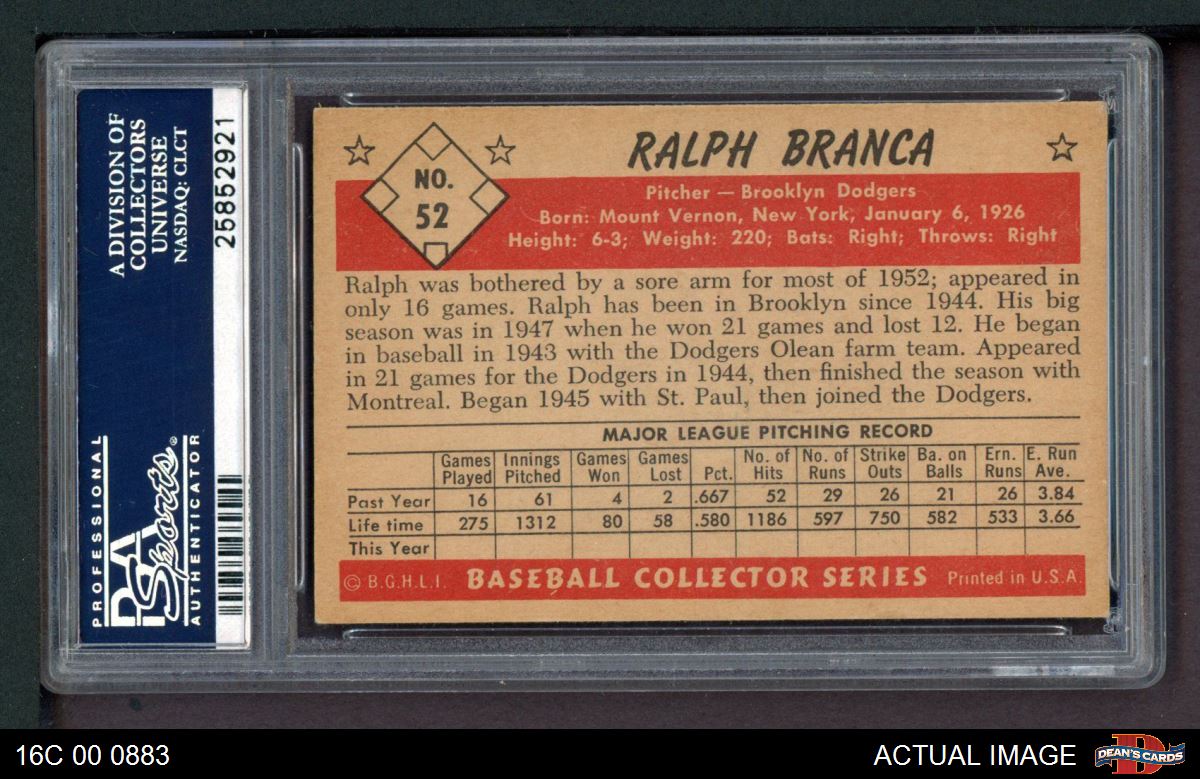 A DIVISION OF
COLLECTORS
UNIVERSE
NASDAQ: CLCT
25852921
PROFESSIONAL
PSA
Sports®
AUTHENTICATOR
NO.
52
RALPH BRANCA
Pitcher — Brooklyn Dodgers
Born: Mount Vernon, New York, January 6, 1926
Height: 6-3; Weight: 220; Bats: Right; Throws: Right
Ralph was bothered by a sore arm for most of 1952; appeared in
only 16 games. Ralph has been in Brooklyn since 1944. His big
season was in 1947 when he won 21 games and lost 12. He began
in baseball in 1943 with the Dodgers Olean farm team. Appeared
in 21 games for the Dodgers in 1944, then finished the season with
Montreal. Began 1945 with St. Paul, then joined the Dodgers.
MAJOR LEAGUE PITCHING RECORD
Games Played Innings Pitched Games Won Games Lost Pct. No. of Hits No. of Runs Strike Outs Ba. on Balls Ern. Runs E. Run Ave.
Past Year 16 61 4 2 .667 52 29 26 21 26 3.84
Life time 275 1312 80 58 .580 1186 597 750 582 533 3.66
This Year
© B.G.H.L.I. BASEBALL COLLECTOR SERIES Printed in U.S.A.
16C 00 0883
ACTUAL IMAGE
DEAN'S CARDS